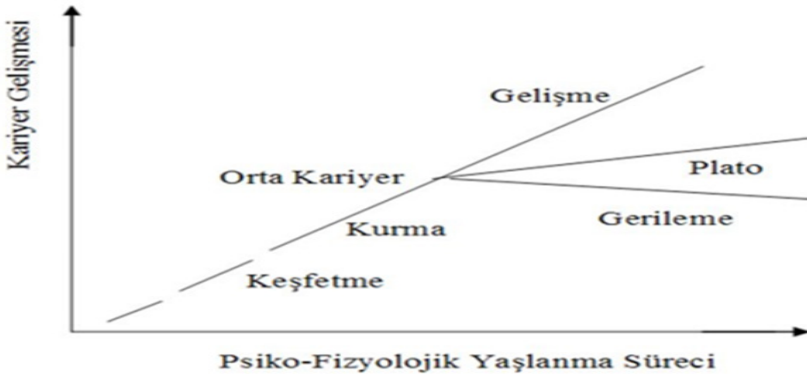 Kariyer Gelişmesi
Gelişme
Orta Kariyer
Plato
Kurma
Gerileme
Keşfetme
Psiko-Fizyolojik Yaşlanma Süreci